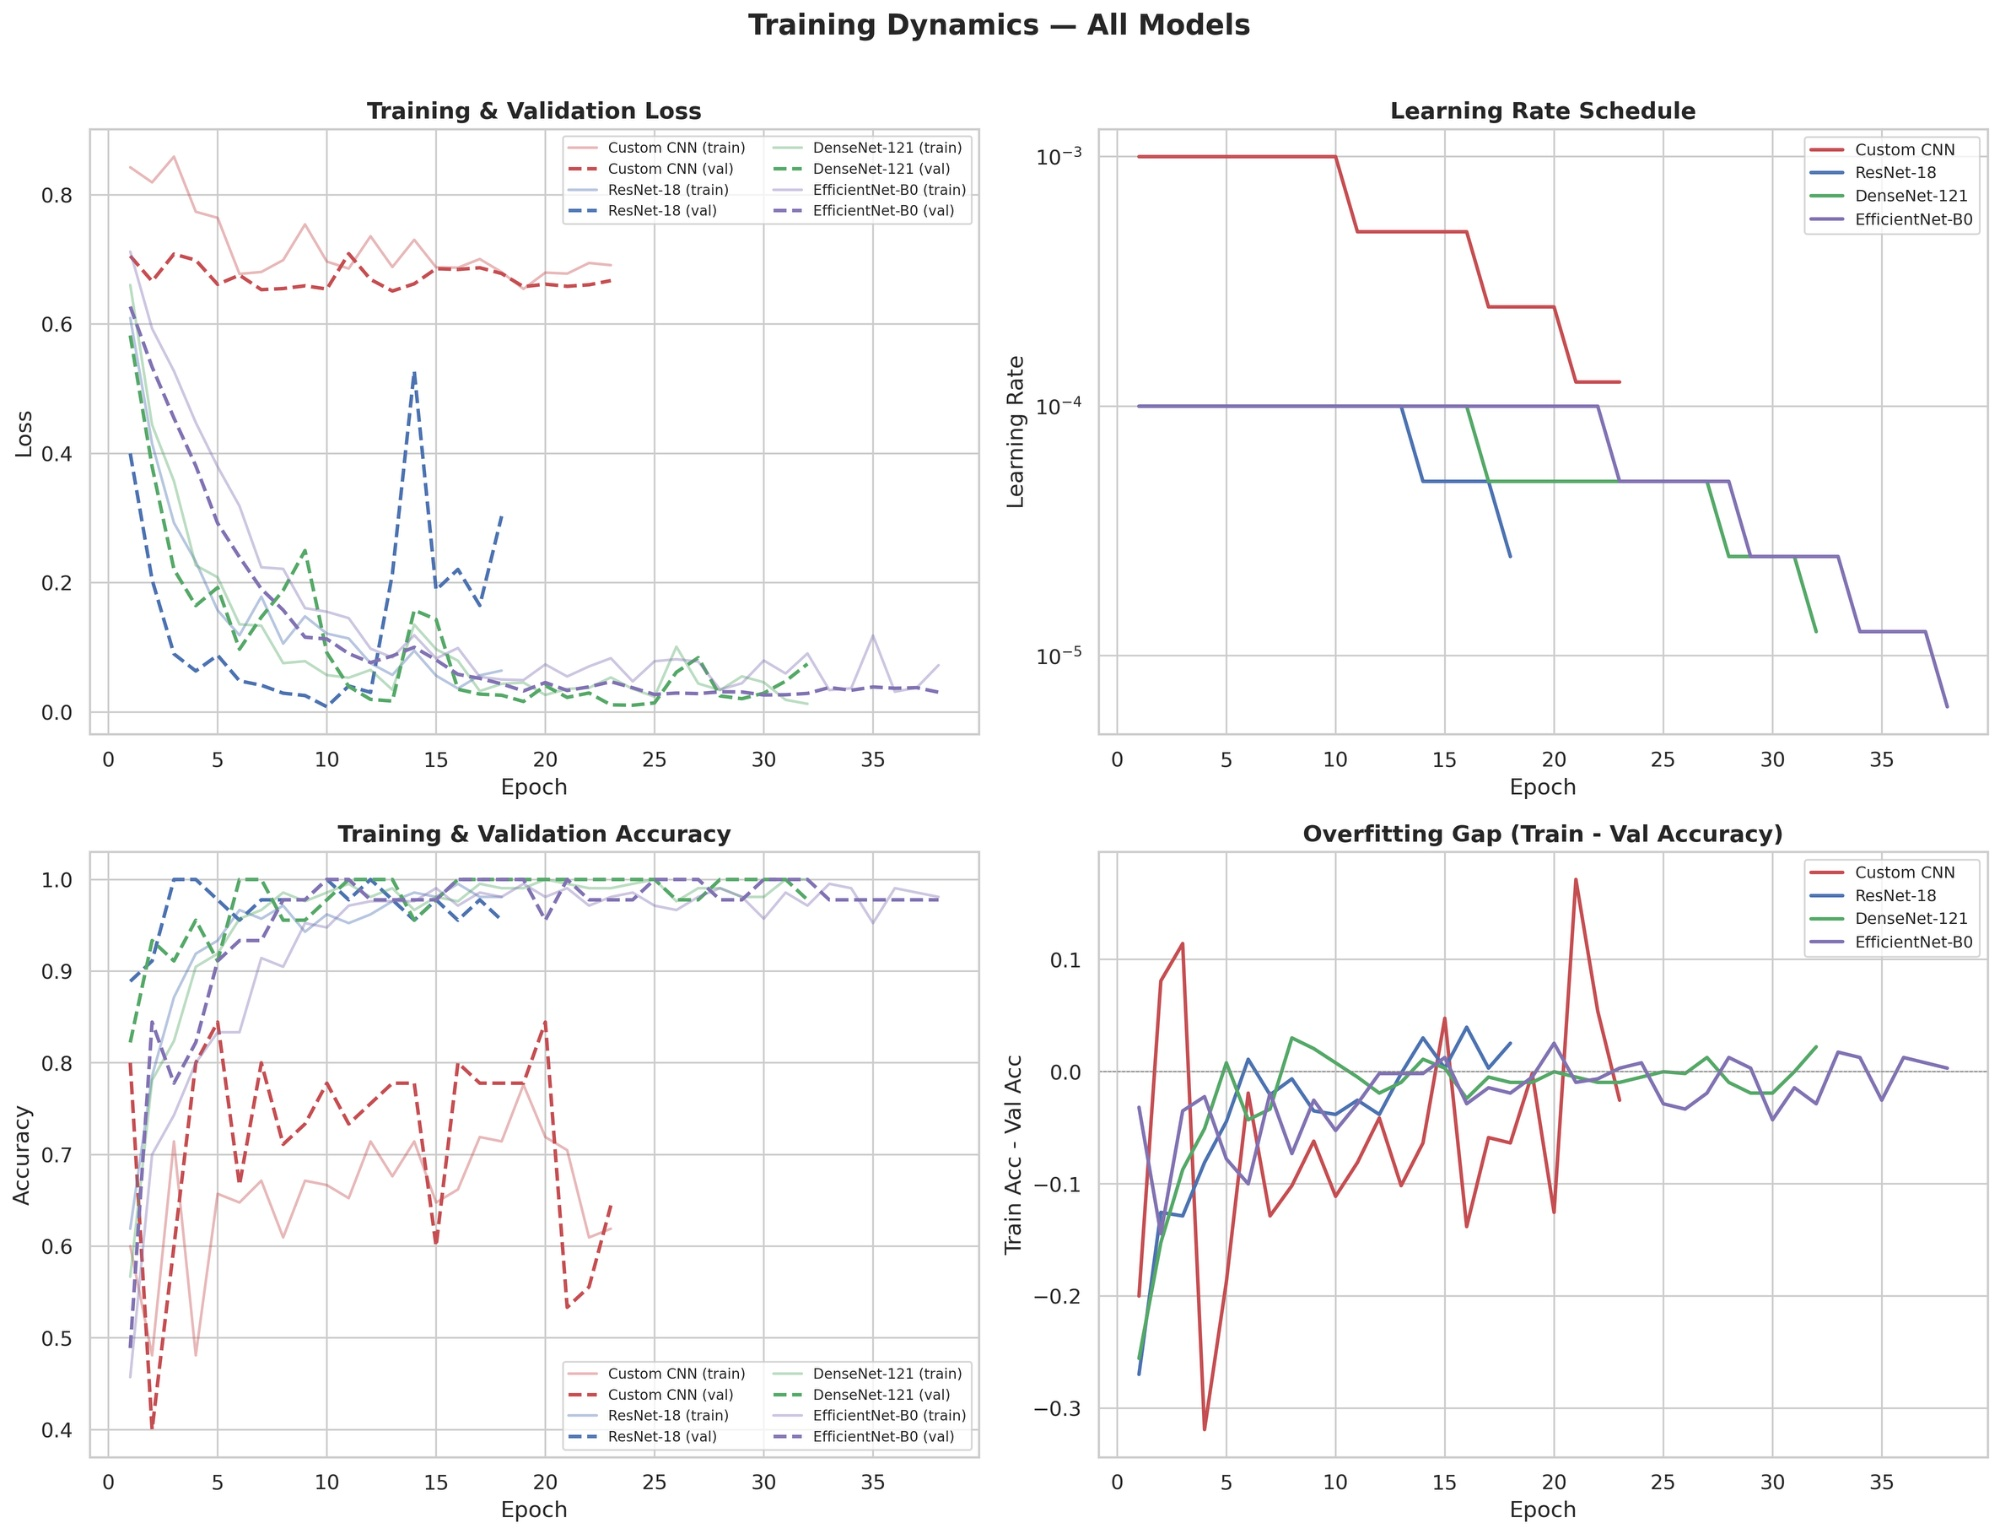 Training Dynamics — All Models
Training & Validation Loss
Custom CNN (train)
Custom CNN (val)
ResNet-18 (train)
ResNet-18 (val)
DenseNet-121 (train)
DenseNet-121 (val)
EfficientNet-B0 (train)
EfficientNet-B0 (val)
Loss
0.8
0.6
0.4
0.2
0.0
0 5 10 15 20 25 30 35
Epoch
Learning Rate Schedule
Custom CNN
ResNet-18
DenseNet-121
EfficientNet-B0
Learning Rate
10⁻³
10⁻⁴
10⁻⁵
0 5 10 15 20 25 30 35
Epoch
Training & Validation Accuracy
Accuracy
1.0
0.9
0.8
0.7
0.6
0.5
0.4
Custom CNN (train)
Custom CNN (val)
ResNet-18 (train)
ResNet-18 (val)
DenseNet-121 (train)
DenseNet-121 (val)
EfficientNet-B0 (train)
EfficientNet-B0 (val)
0 5 10 15 20 25 30 35
Epoch
Overfitting Gap (Train - Val Accuracy)
Custom CNN
ResNet-18
DenseNet-121
EfficientNet-B0
Train Acc - Val Acc
0.1
0.0
−0.1
−0.2
−0.3
0 5 10 15 20 25 30 35
Epoch